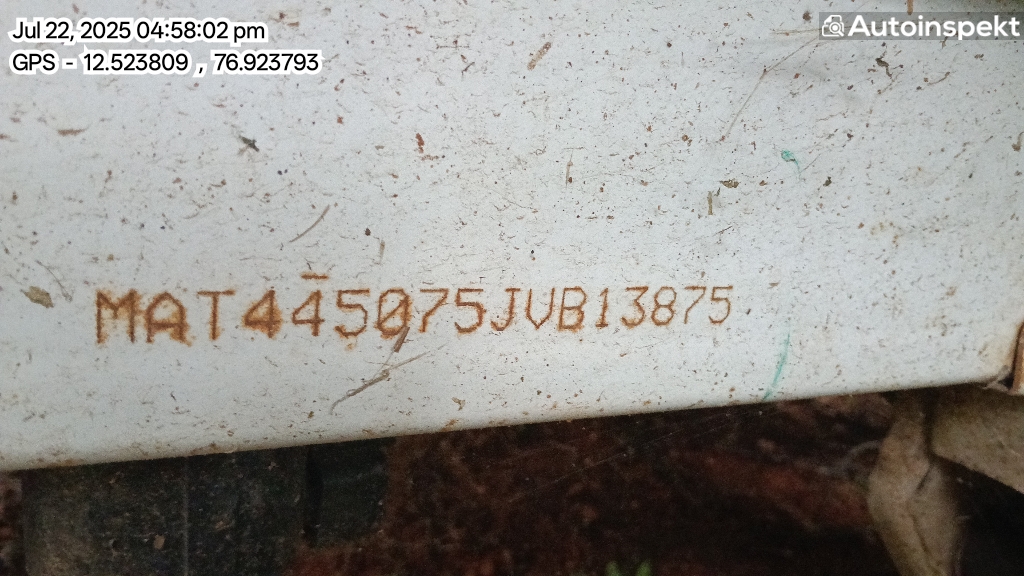 Jul 22, 2025 04:58:02 pm
Autoinspekt
GPS - 12.523809 , 76.923793
MAT445075JVB13875